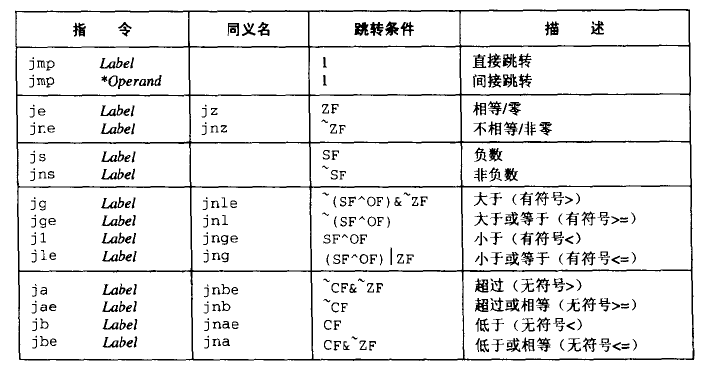 指 令 同义名 跳转条件 描 述
jmp Label 1 直接跳转
jmp *Operand 1 间接跳转
je Label jz ZF 相等/零
jne Label jnz ~ZF 不相等/非零
js Label SF 负数
jns Label ~SF 非负数
jg Label jnle ~(SF^OF)&~ZF 大于（有符号>）
jge Label jnl ~(SF^OF) 大于或等于（有符号>=）
jl Label jnge SF^OF 小于（有符号<）
jle Label jng (SF^OF)|ZF 小于或等于（有符号<=）
ja Label jnbe ~CF&~ZF 超过（无符号>）
jae Label jnb ~CF 超过或相等（无符号>=）
jb Label jnae CF 低于（无符号<）
jbe Label jna CF&~ZF 低于或相等（无符号<=）